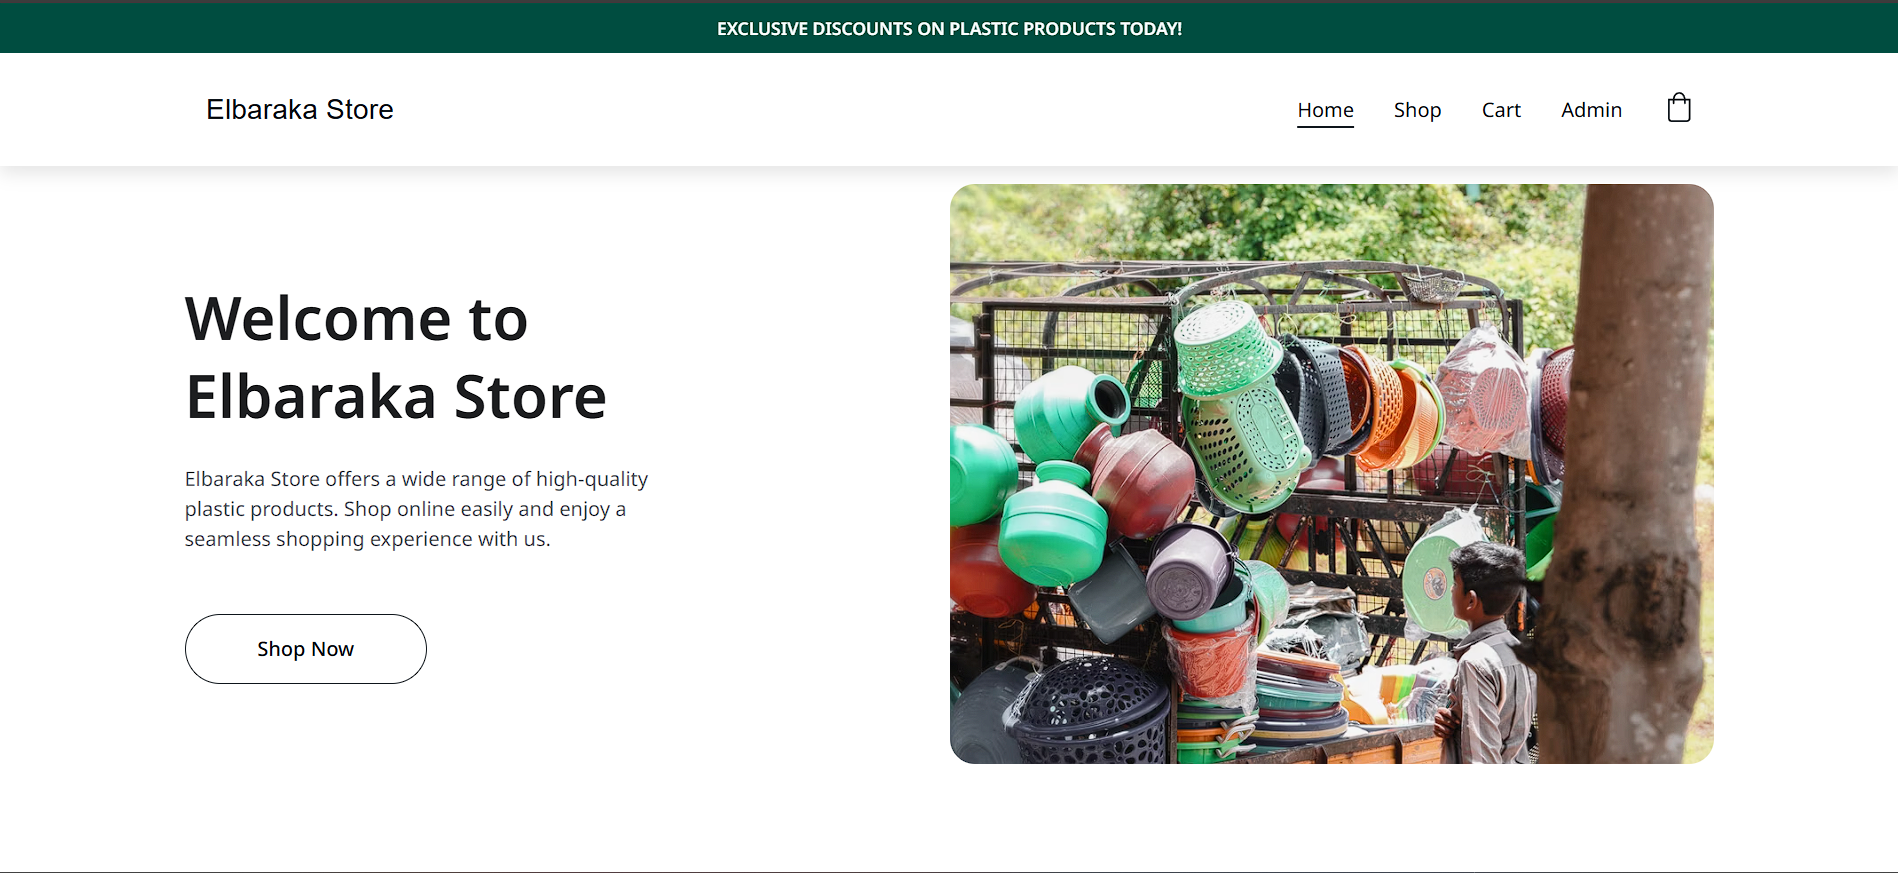 EXCLUSIVE DISCOUNTS ON PLASTIC PRODUCTS TODAY!
Elbaraka Store
Home Shop Cart Admin
Welcome to
Elbaraka Store
Elbaraka Store offers a wide range of high-quality
plastic products. Shop online easily and enjoy a
seamless shopping experience with us.
Shop Now